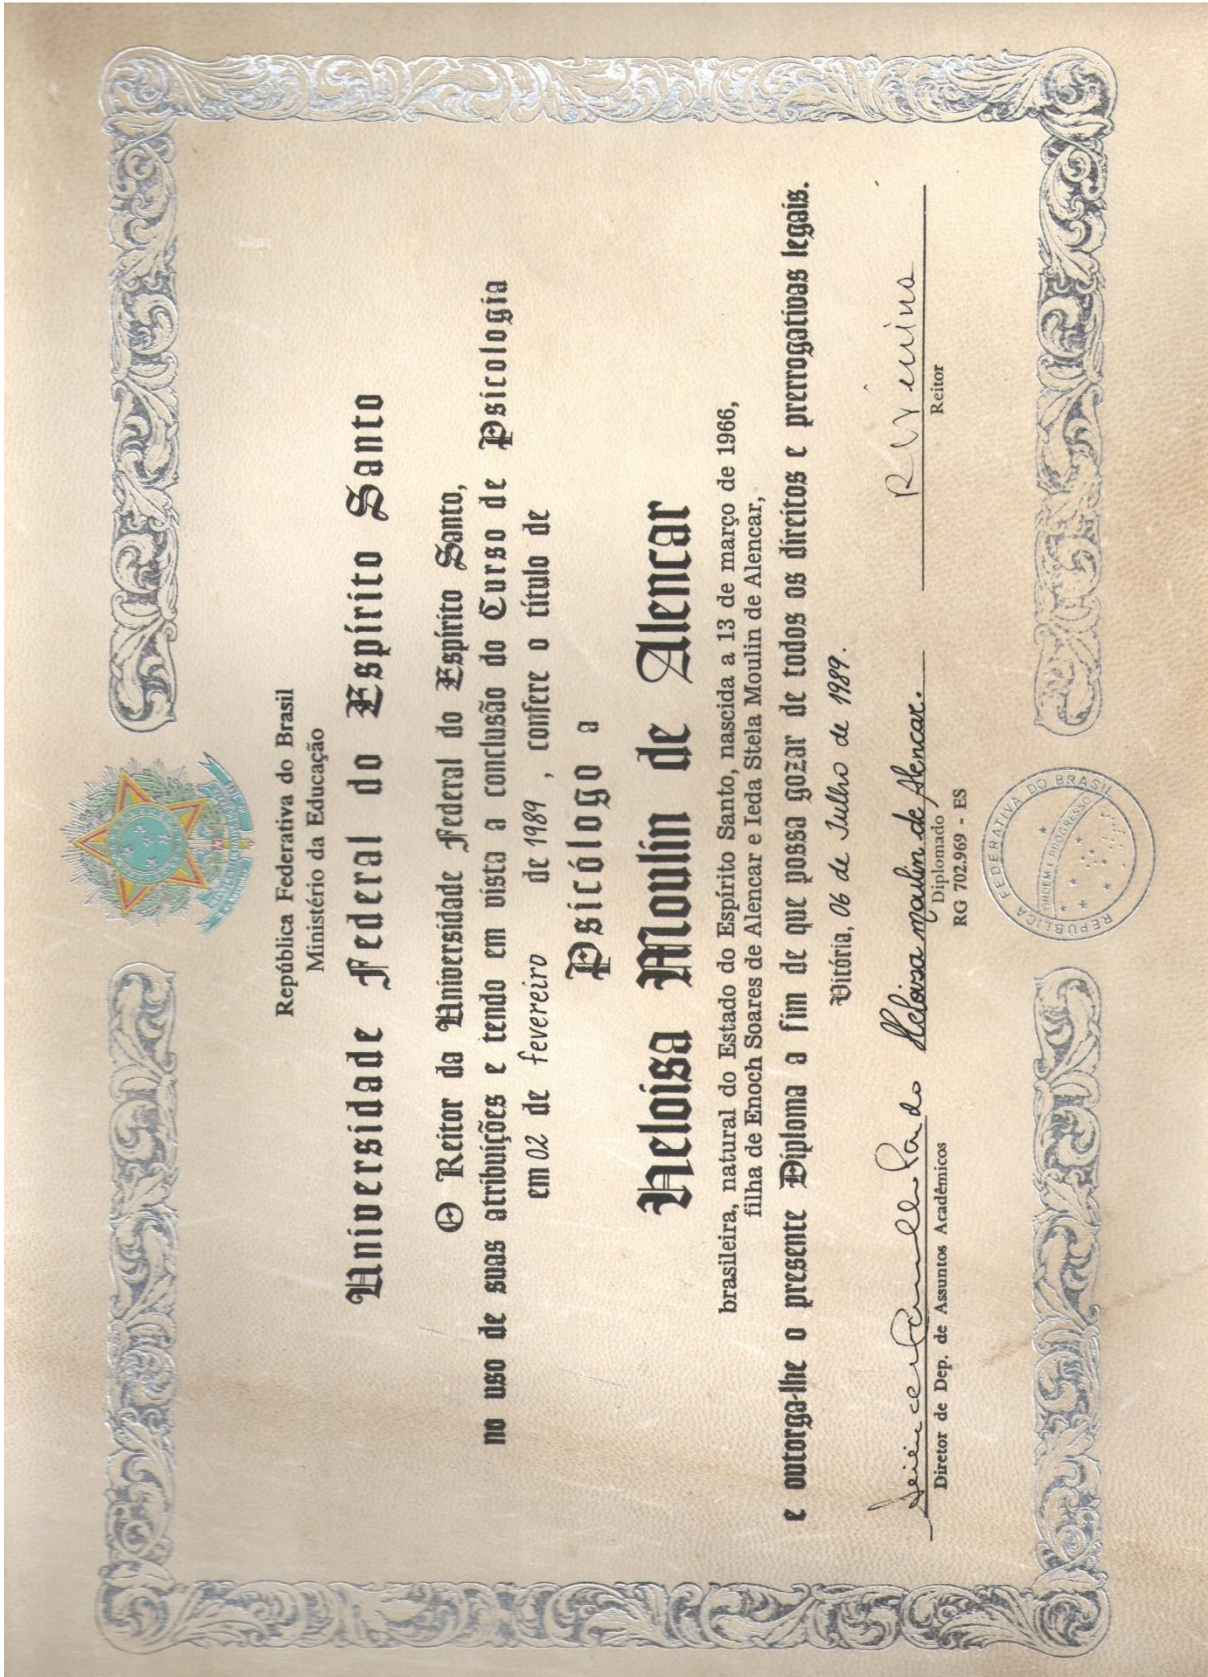 República Federativa do Brasil
Ministério da Educação
Universidade Federal do Espírito Santo
O Reitor da Universidade Federal do Espírito Santo,
no uso de suas atribuições e tendo em vista a conclusão do Curso de Psicologia
em 02 de fevereiro de 1989, confere o título de
Psicólogo a
Heloisa Moulin de Alencar
brasileira, natural do Estado do Espírito Santo, nascida a 13 de março de 1966,
filha de Enoch Soares de Alencar e Ieda Stela Moulin de Alencar,
e outorga-lhe o presente Diploma a fim de que possa gozar de todos os direitos e prerrogativas legais.
Vitória, 06 de Julho de 1989.
Heloisa Moulin de Alencar.
Diretor de Dep. de Assuntos Acadêmicos
Diplomado
RG 702.969 - ES
Reitor
REPUBLICA FEDERATIVA DO BRASIL
ORDEM E PROGRESSO